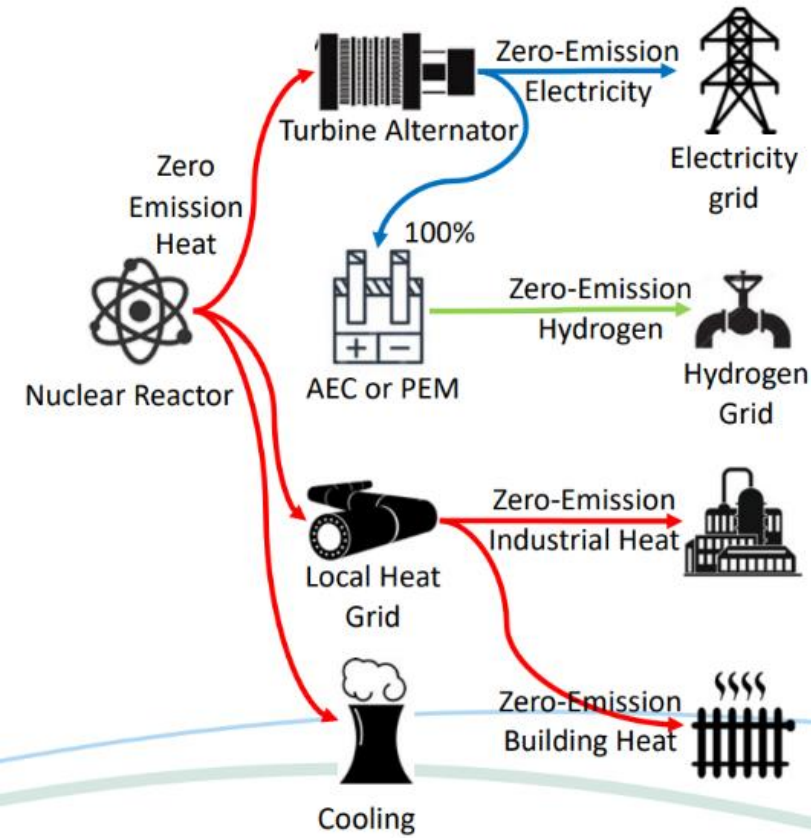 Zero-Emission
Electricity
Turbine Alternator
Electricity
grid
Zero
Emission
Heat
100%
Zero-Emission
Hydrogen
+ −
Nuclear Reactor
AEC or PEM
Hydrogen
Grid
Zero-Emission
Industrial Heat
Local Heat
Grid
Zero-Emission
Building Heat
Cooling